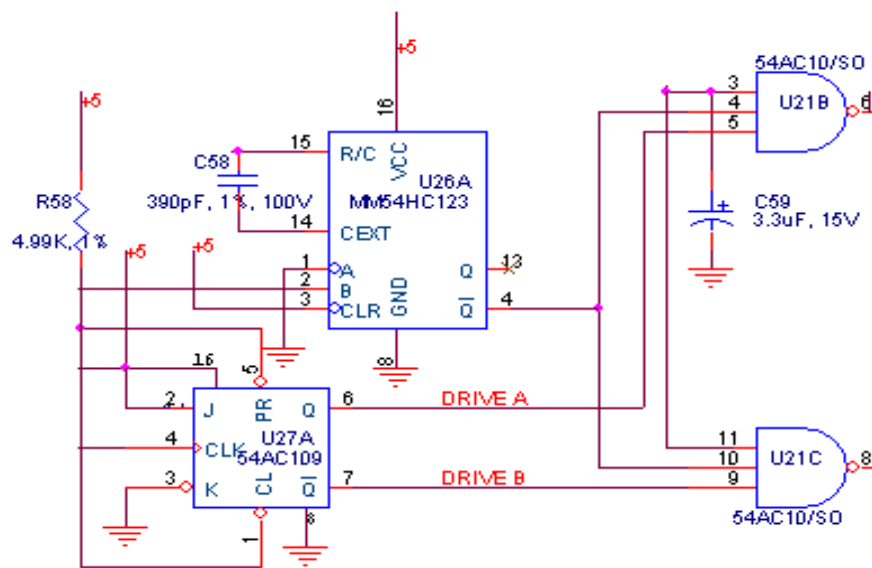 +5
54AC10/SO
3
4
5
U21B
6
16
VCC
15
R/C
C58
390pF, 1%, 100V
U26A
MM54HC123
14
CEXT
+5
R58
4.99K, 1%
+5
+5
C59
3.3uF, 15V
+
1
A
2
B
3
CLR
GND
Q
13
Q
4
8
16
5
2
J
PR
Q
6
DRIVE A
U27A
54AC109
4
CLK
3
K
CL
Q
7
DRIVE B
8
1
11
10
9
U21C
8
54AC10/SO